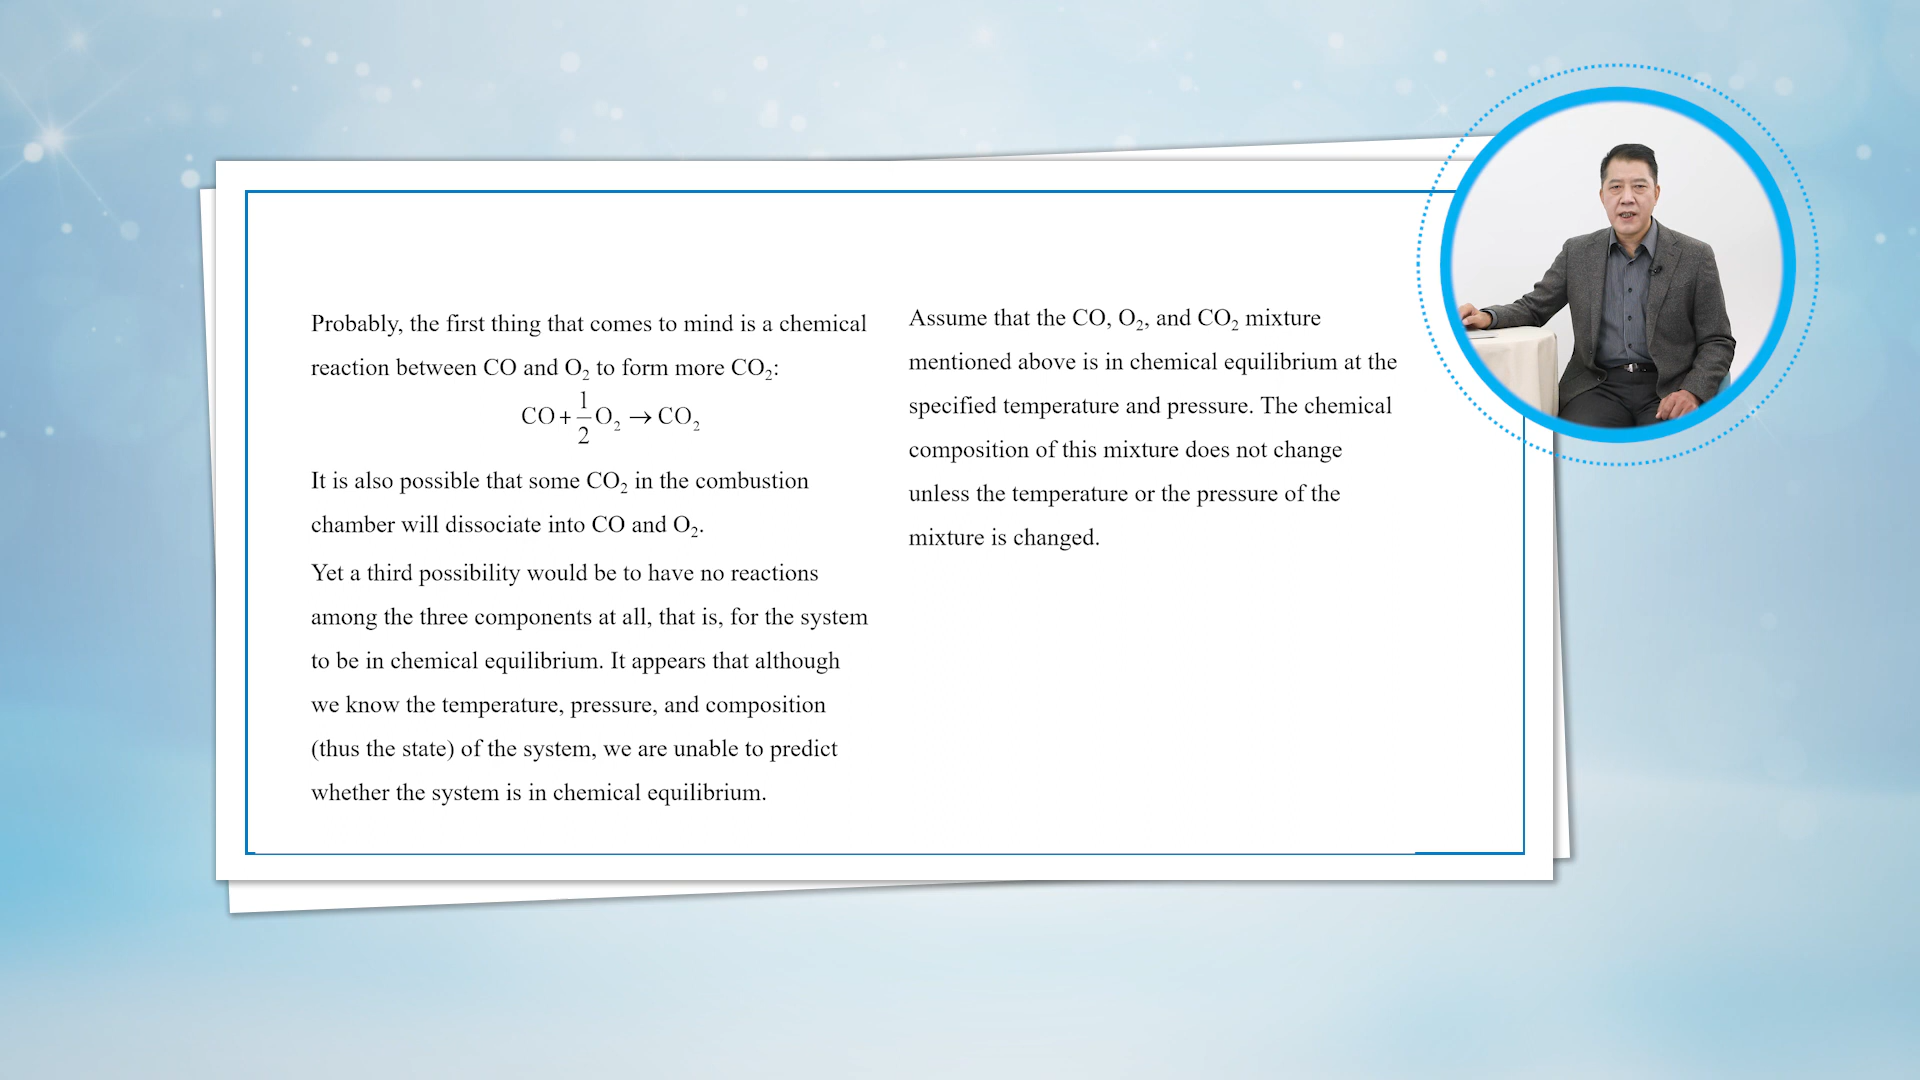 Probably, the first thing that comes to mind is a chemical
reaction between CO and O₂ to form more CO₂:
CO + 1/2 O₂ → CO₂
It is also possible that some CO₂ in the combustion
chamber will dissociate into CO and O₂.
Yet a third possibility would be to have no reactions
among the three components at all, that is, for the system
to be in chemical equilibrium. It appears that although
we know the temperature, pressure, and composition
(thus the state) of the system, we are unable to predict
whether the system is in chemical equilibrium.
Assume that the CO, O₂, and CO₂ mixture
mentioned above is in chemical equilibrium at the
specified temperature and pressure. The chemical
composition of this mixture does not change
unless the temperature or the pressure of the
mixture is changed.